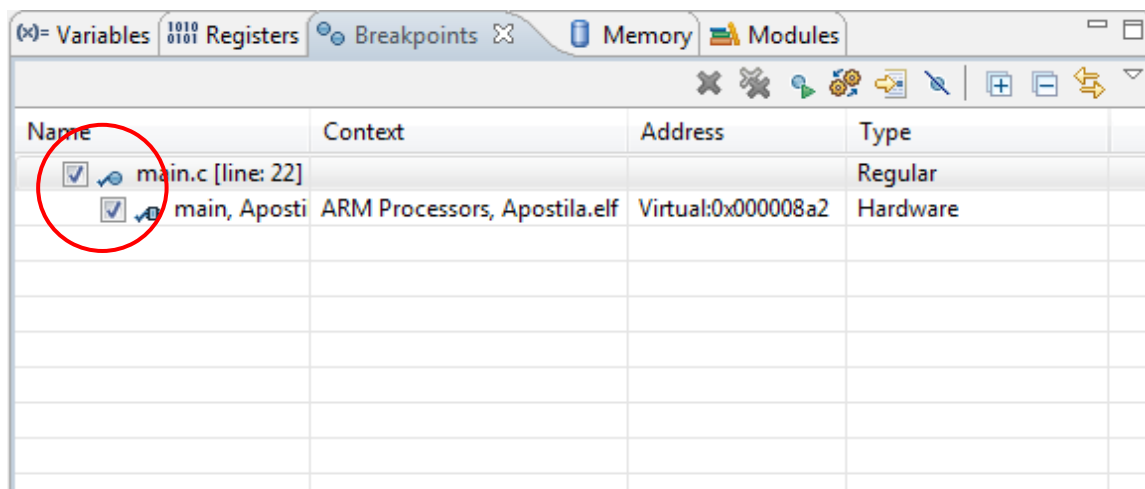 (x)= Variables 1010 0101 Registers Breakpoints Memory Modules
Name Context Address Type
main.c [line: 22] Regular
main, Aposti ARM Processors, Apostila.elf Virtual:0x000008a2 Hardware